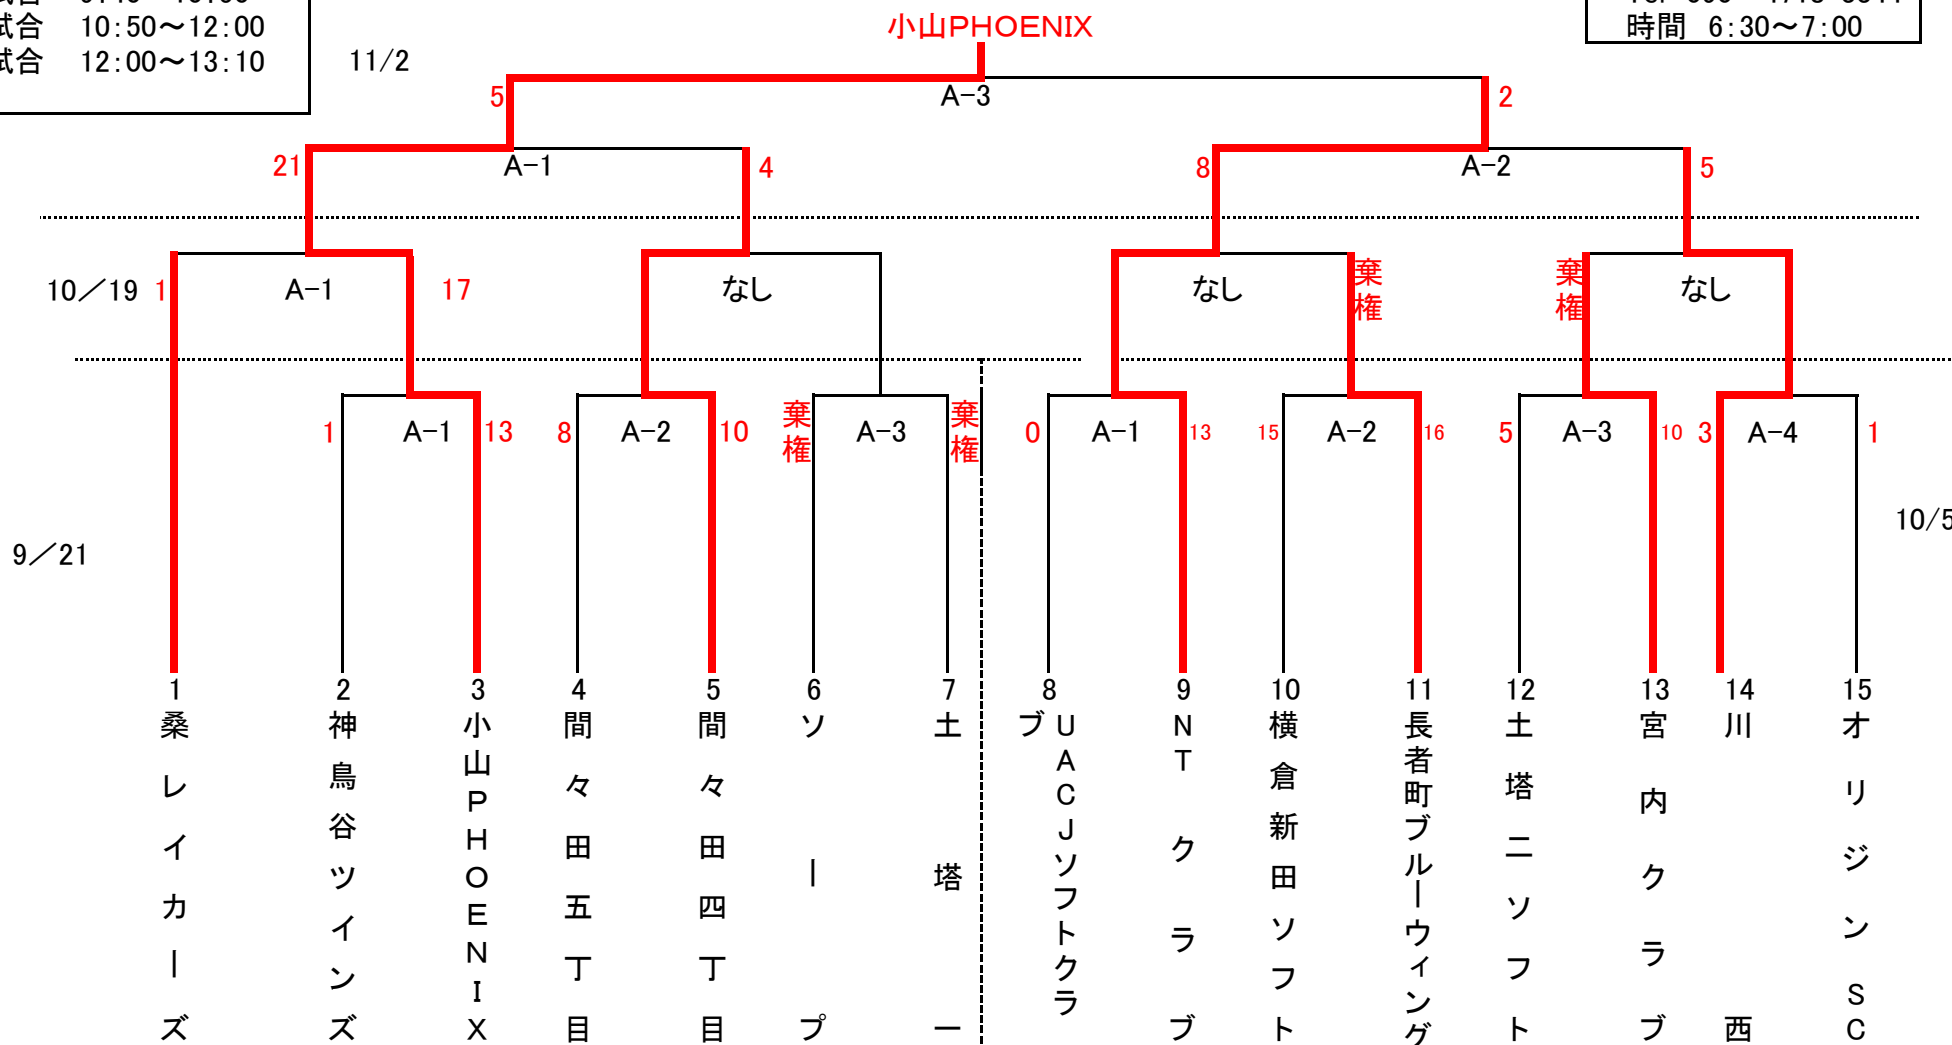 試合 10:50～12:00
試合 12:00～13:10
11/2
小山PHOENIX
時間 6:30～7:00
5 A-3 2
21 A-1 4
8 A-2 5
10／19 1 A-1 17
なし
なし 棄権
棄権 なし
1 A-1 13
8 A-2 10
棄権 A-3 棄権
0 A-1 13
15 A-2 16
5 A-3 10
3 A-4 1
9／21
10/5
1 桑レイカーズ
2 神鳥谷ツインズ
3 小山PHOENIX
4 間々田五丁目
5 間々田四丁目
6 ソープ
7 土塔一
8 UACJソフトクラブ
9 NTクラブ
10 横倉新田ソフト
11 長者町ブルーウィング
12 土塔二ソフト
13 宮内クラブ
14 川西
15 オリジンSC